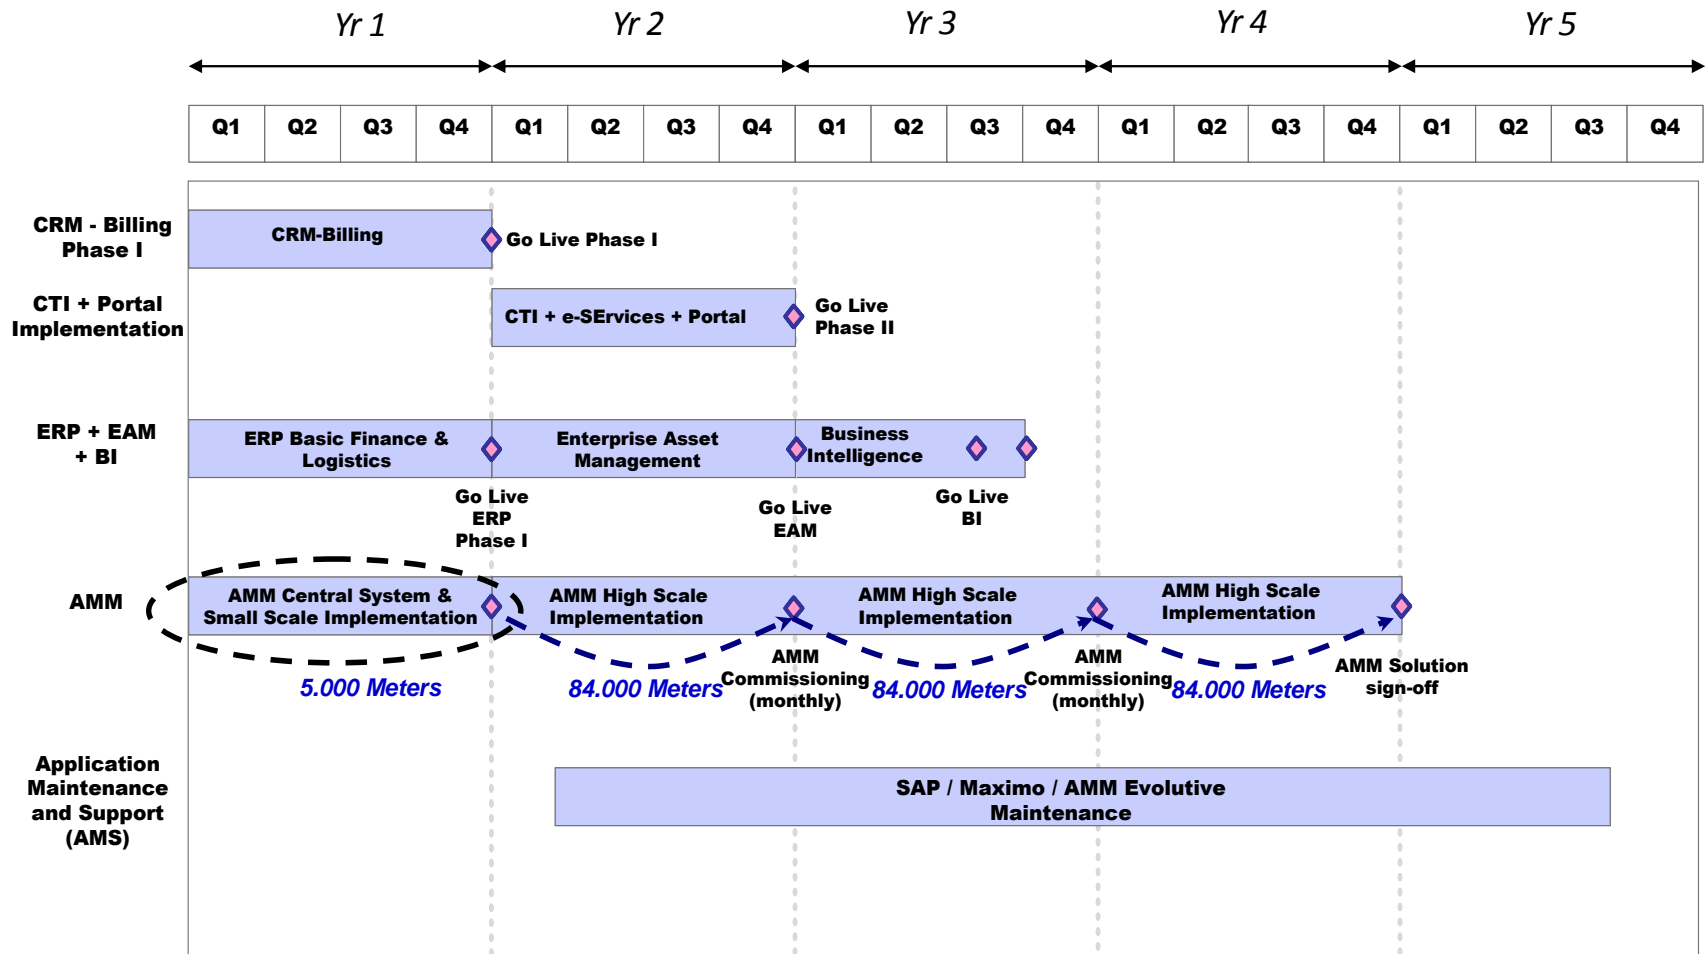 Yr 1
Yr 2
Yr 3
Yr 4
Yr 5
Q1 Q2 Q3 Q4 Q1 Q2 Q3 Q4 Q1 Q2 Q3 Q4 Q1 Q2 Q3 Q4 Q1 Q2 Q3 Q4
CRM - Billing
Phase I
CRM-Billing
Go Live Phase I
CTI + Portal
Implementation
CTI + e-SErvices + Portal
Go Live
Phase II
ERP + EAM
+ BI
ERP Basic Finance &
Logistics
Enterprise Asset
Management
Business
Intelligence
Go Live
ERP
Phase I
Go Live
EAM
Go Live
BI
AMM
AMM Central System &
Small Scale Implementation
AMM High Scale
Implementation
AMM High Scale
Implementation
AMM High Scale
Implementation
5.000 Meters
84.000 Meters
AMM
Commissioning
(monthly)
84.000 Meters
AMM
Commissioning
(monthly)
84.000 Meters
AMM Solution
sign-off
Application
Maintenance
and Support
(AMS)
SAP / Maximo / AMM Evolutive
Maintenance